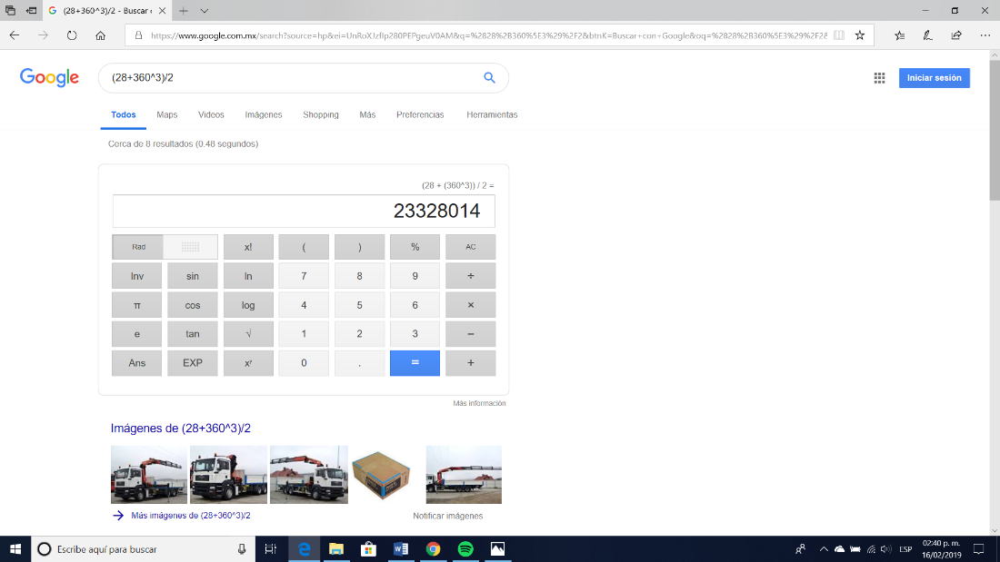 (28+360^3)/2 - Buscar c
https://www.google.com.mx/search?source=hp&ei=UnRoXJzflp280PEPgeuV0AM&q=%2828%2B360%5E3%29%2F2&btnK=Buscar+con+Google&oq=%2828%2B360%5E3%29%2F28
Google
(28+360^3)/2
Iniciar sesión
Todos Maps Videos Imágenes Shopping Más Preferencias Herramientas
Cerca de 8 resultados (0.48 segundos)
(28 + (360^3)) / 2 =
23328014
Rad x! ( ) % AC
Inv sin ln 7 8 9 ÷
π cos log 4 5 6 ×
e tan √ 1 2 3 −
Ans EXP xʸ 0 . = +
Más información
Imágenes de (28+360^3)/2
Más imágenes de (28+360^3)/2 Notificar imágenes
Escribe aquí para buscar
ESP
02:40 p. m.
16/02/2019